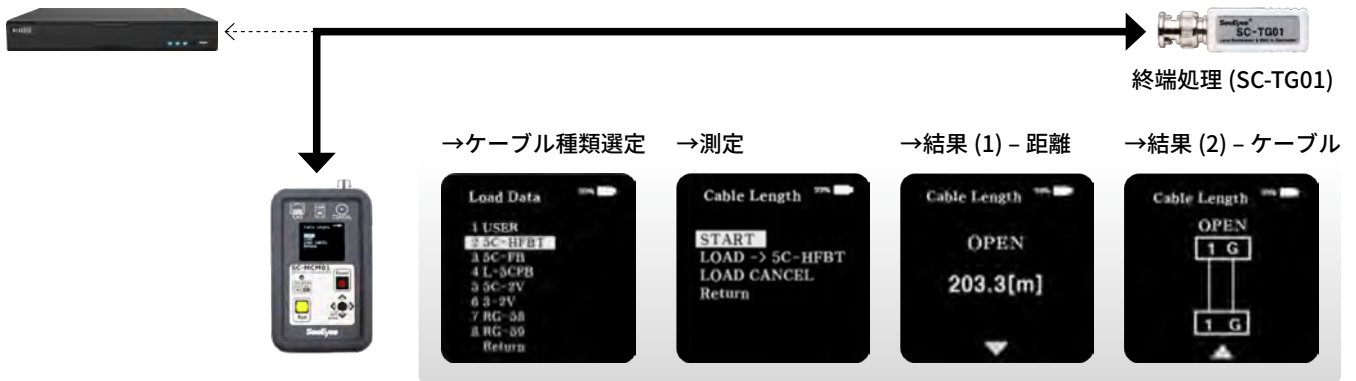 SeeEyes
SC-TG01
終端処理 (SC-TG01)
→ケーブル種類選定
→測定
→結果 (1) – 距離
→結果 (2) – ケーブル
Load Data
1 USER
2 5C-HFBT
3 5C-FB
4 L-5CFB
5 5C-2V
6 3-2V
7 RG-58
8 RG-59
Return
Cable Length
START
LOAD -> 5C-HFBT
LOAD CANCEL
Return
Cable Length
OPEN
203.3[m]
Cable Length
OPEN
1 G
1 G
SC-MCM01
SeeEyes